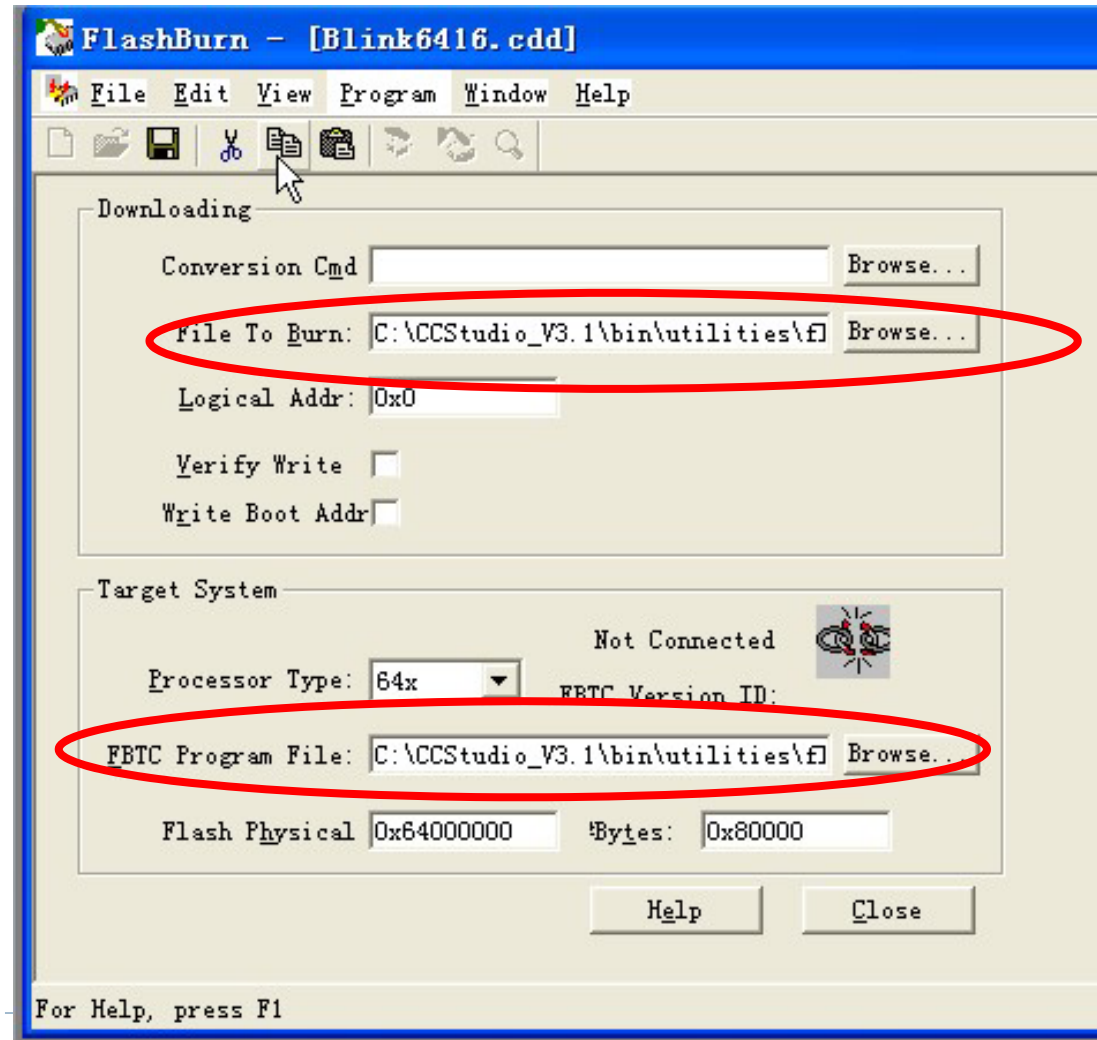 FlashBurn - [Blink6416.cdd]
File Edit View Program Window Help
Downloading
Conversion Cmd Browse...
File To Burn: C:\CCStudio_V3.1\bin\utilities\fl Browse...
Logical Addr: 0x0
Verify Write
Write Boot Addr
Target System
Not Connected
Processor Type: 64x
FBTC Version ID:
FBTC Program File: C:\CCStudio_V3.1\bin\utilities\fl Browse...
Flash Physical 0x64000000 Bytes: 0x80000
Help Close
For Help, press F1